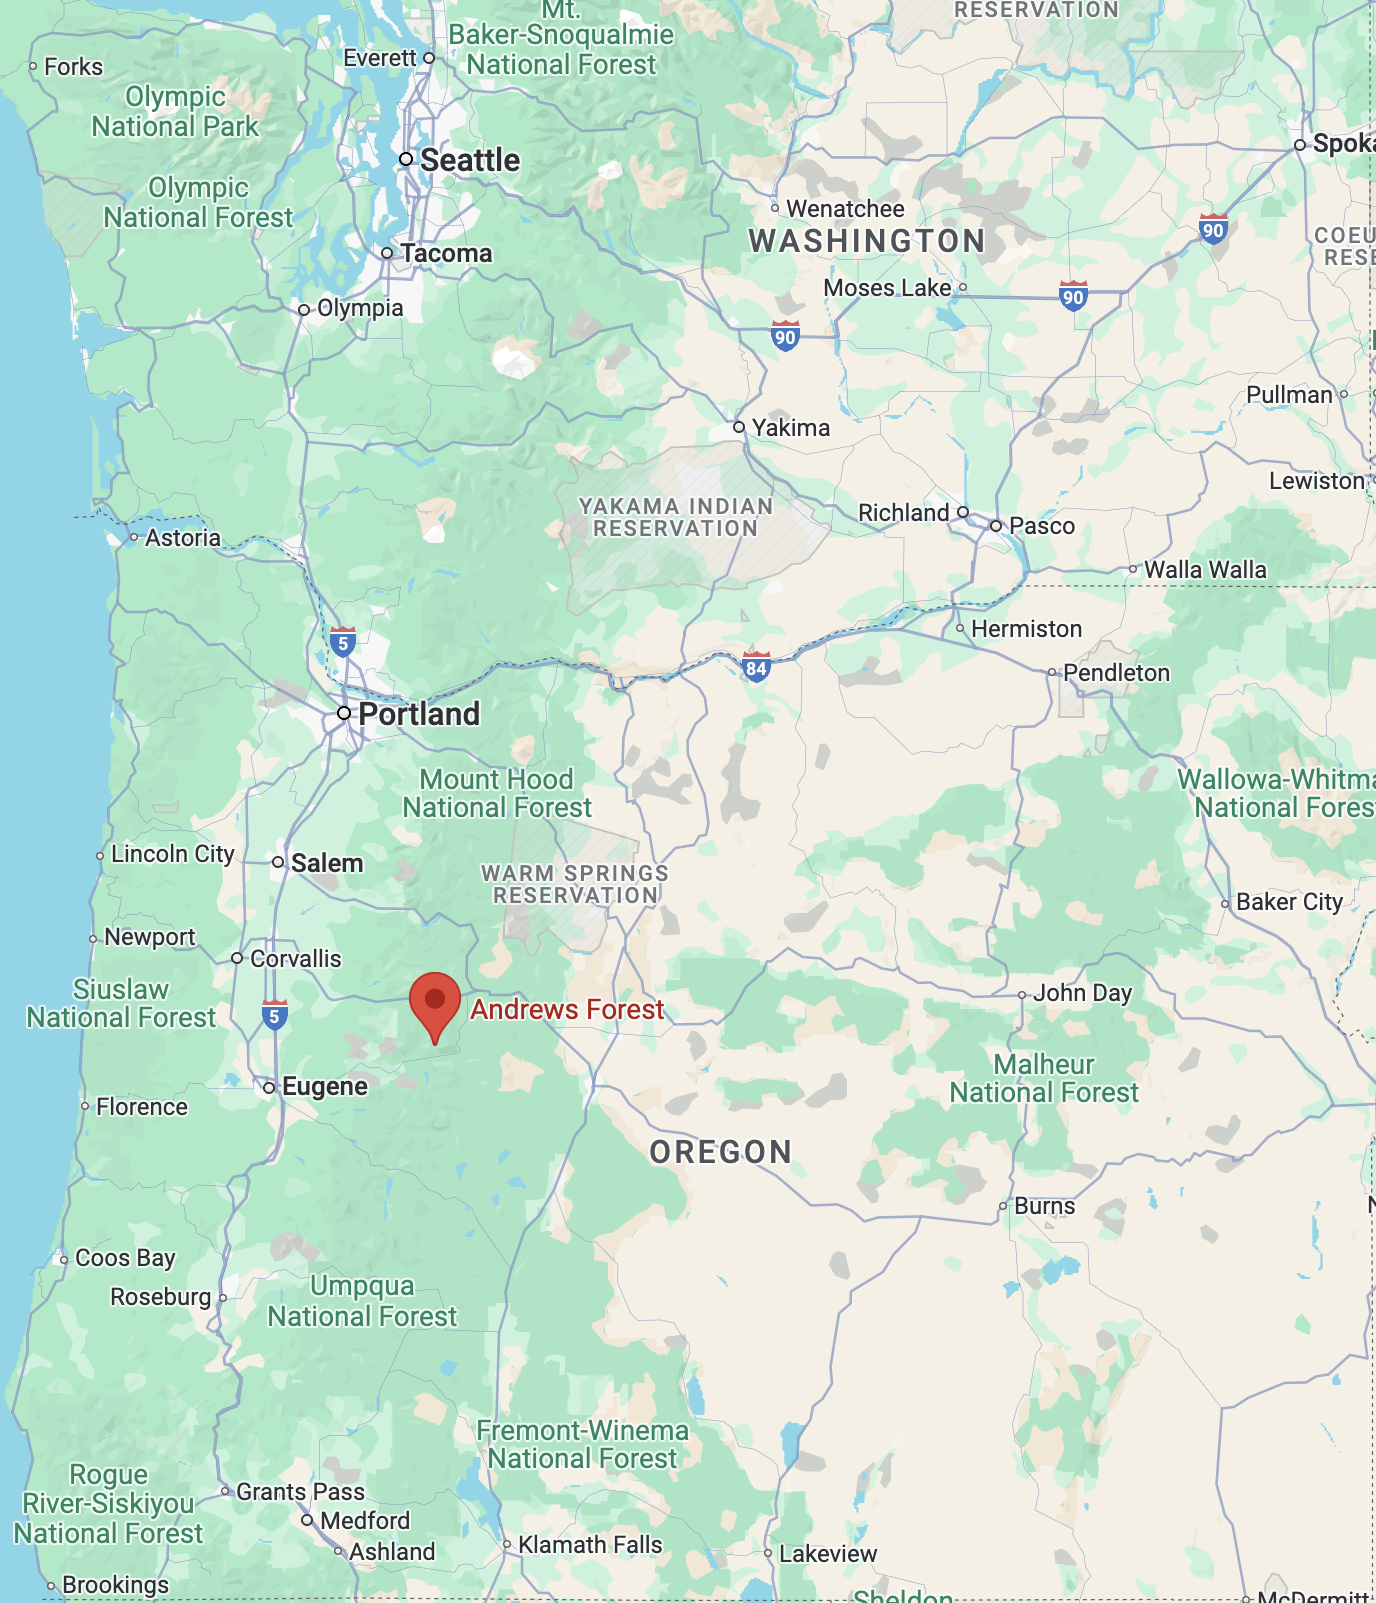 RESERVATION
Mt.
Baker-Snoqualmie
National Forest
Everett
Forks
Olympic
National Park
Seattle
Spoka
Olympic
National Forest
Wenatchee
WASHINGTON
90
COEU
RESE
Tacoma
Moses Lake
90
Olympia
90
Pullman
Yakima
Lewiston
YAKAMA INDIAN
RESERVATION
Richland
Pasco
Astoria
Walla Walla
Hermiston
5
84
Pendleton
Portland
Mount Hood
National Forest
Wallowa-Whitma
National Forest
Lincoln City
Salem
WARM SPRINGS
RESERVATION
Baker City
Newport
Corvallis
Siuslaw
National Forest
5
Andrews Forest
John Day
Malheur
National Forest
Eugene
Florence
OREGON
Burns
Coos Bay
Roseburg
Umpqua
National Forest
Fremont-Winema
National Forest
Rogue
River-Siskiyou
National Forest
Grants Pass
Medford
Ashland
Klamath Falls
Lakeview
Brookings
Sheldon
McDermitt